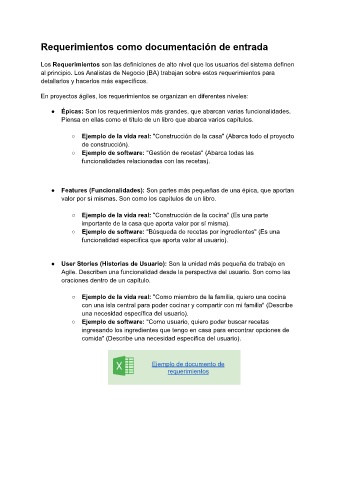 Requerimientos como documentación de entrada
Los Requerimientos son las definiciones de alto nivel que los usuarios del sistema definen
al principio. Los Analistas de Negocio (BA) trabajan sobre estos requerimientos para
detallarlos y hacerlos más específicos.
En proyectos ágiles, los requerimientos se organizan en diferentes niveles:
● Épicas: Son los requerimientos más grandes, que abarcan varias funcionalidades.
Piensa en ellas como el título de un libro que abarca varios capítulos.
○ Ejemplo de la vida real: "Construcción de la casa" (Abarca todo el proyecto
de construcción).
○ Ejemplo de software: "Gestión de recetas" (Abarca todas las
funcionalidades relacionadas con las recetas).
● Features (Funcionalidades): Son partes más pequeñas de una épica, que aportan
valor por sí mismas. Son como los capítulos de un libro.
○ Ejemplo de la vida real: "Construcción de la cocina" (Es una parte
importante de la casa que aporta valor por sí misma).
○ Ejemplo de software: "Búsqueda de recetas por ingredientes" (Es una
funcionalidad específica que aporta valor al usuario).
● User Stories (Historias de Usuario): Son la unidad más pequeña de trabajo en
Agile. Describen una funcionalidad desde la perspectiva del usuario. Son como las
oraciones dentro de un capítulo.
○ Ejemplo de la vida real: "Como miembro de la familia, quiero una cocina
con una isla central para poder cocinar y compartir con mi familia" (Describe
una necesidad específica del usuario).
○ Ejemplo de software: "Como usuario, quiero poder buscar recetas
ingresando los ingredientes que tengo en casa para encontrar opciones de
comida" (Describe una necesidad específica del usuario).
X
Ejemplo de documento de
requerimientos